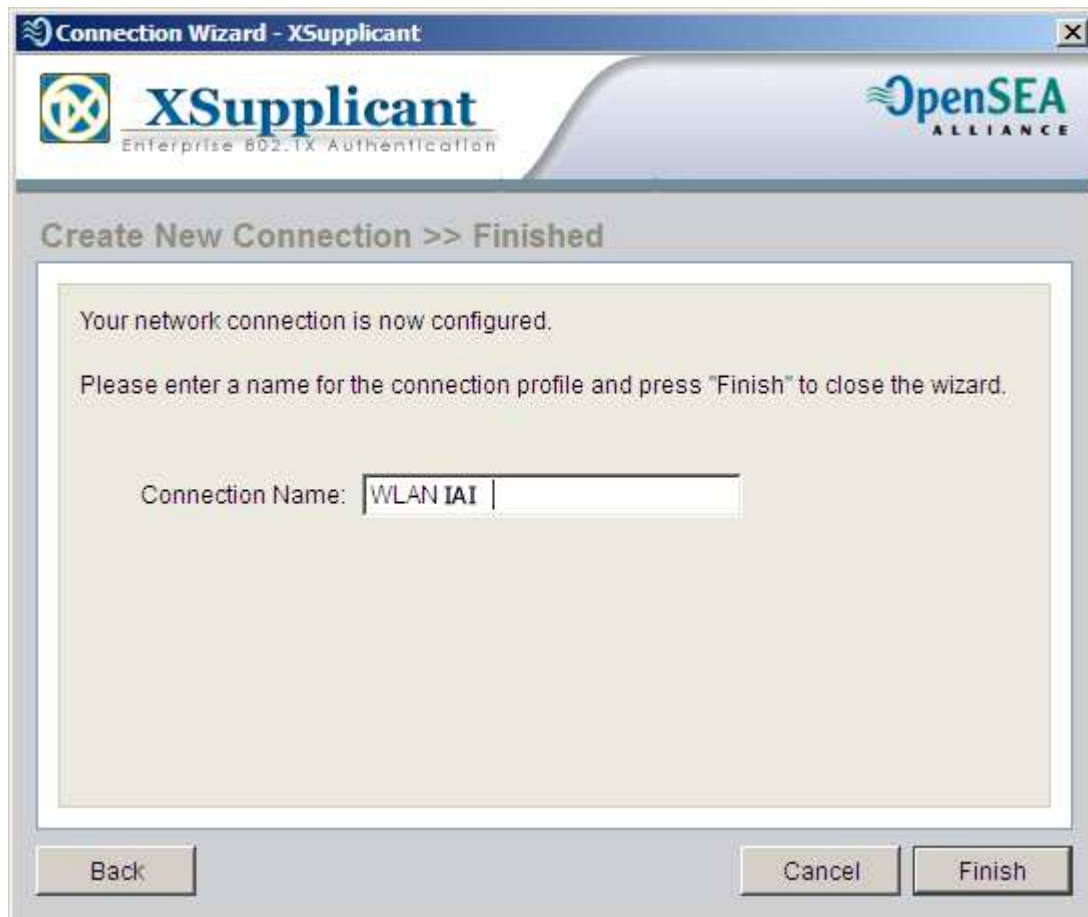 Connection Wizard - XSupplicant
1X XSupplicant
Enterprise 802.1X Authentication
OpenSEA
ALLIANCE
Create New Connection >> Finished
Your network connection is now configured.
Please enter a name for the connection profile and press "Finish" to close the wizard.
Connection Name: WLAN IAI
Back Cancel Finish